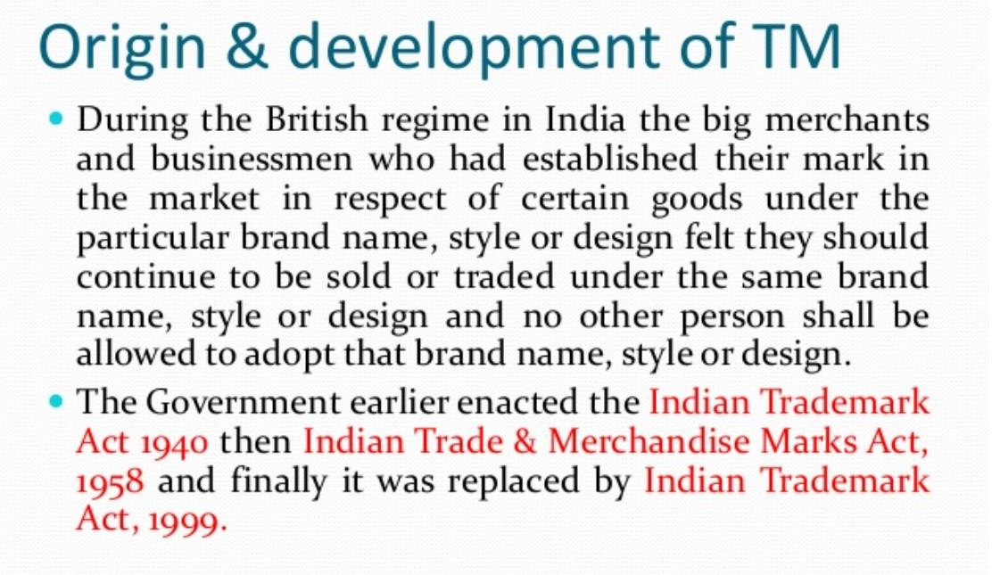 Origin & development of TM
• During the British regime in India the big merchants
and businessmen who had established their mark in
the market in respect of certain goods under the
particular brand name, style or design felt they should
continue to be sold or traded under the same brand
name, style or design and no other person shall be
allowed to adopt that brand name, style or design.
• The Government earlier enacted the Indian Trademark
Act 1940 then Indian Trade & Merchandise Marks Act,
1958 and finally it was replaced by Indian Trademark
Act, 1999.